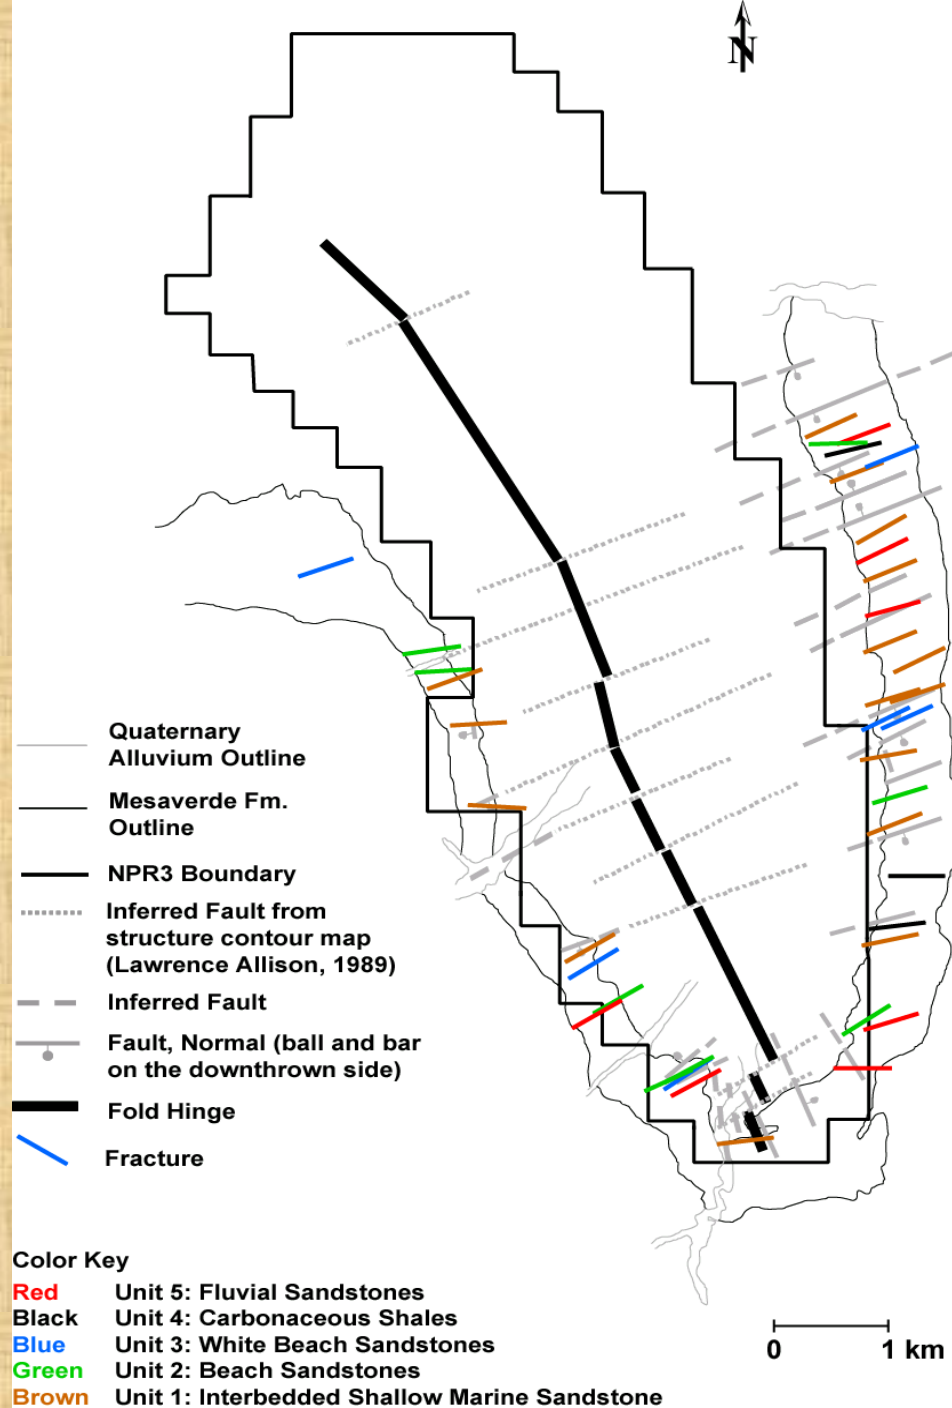 N
Quaternary
Alluvium Outline
Mesaverde Fm.
Outline
NPR3 Boundary
Inferred Fault from
structure contour map
(Lawrence Allison, 1989)
Inferred Fault
Fault, Normal (ball and bar
on the downthrown side)
Fold Hinge
Fracture
Color Key
Red Unit 5: Fluvial Sandstones
Black Unit 4: Carbonaceous Shales
Blue Unit 3: White Beach Sandstones
Green Unit 2: Beach Sandstones
Brown Unit 1: Interbedded Shallow Marine Sandstone
0 1 km